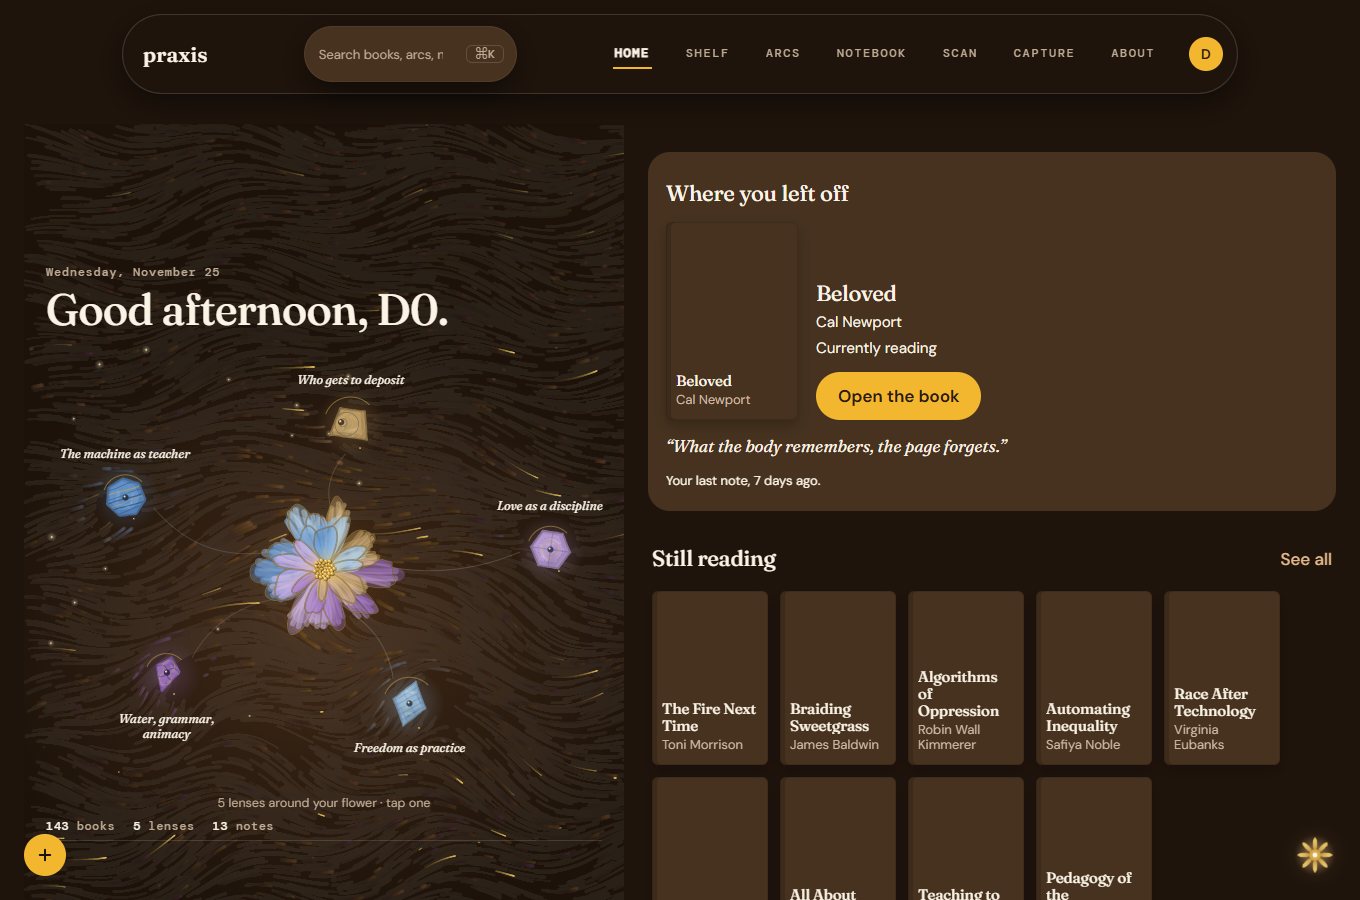 praxis
Search books, arcs, n
⌘K
HOME
SHELF
ARCS
NOTEBOOK
SCAN
CAPTURE
ABOUT
D
Wednesday, November 25
Good afternoon, D0.
Who gets to deposit
The machine as teacher
Love as a discipline
Water, grammar,
animacy
Freedom as practice
5 lenses around your flower · tap one
143 books 5 lenses 13 notes
+
Where you left off
Beloved
Cal Newport
Beloved
Cal Newport
Currently reading
Open the book
“What the body remembers, the page forgets.”
Your last note, 7 days ago.
Still reading
See all
The Fire Next
Time
Toni Morrison
Braiding
Sweetgrass
James Baldwin
Algorithms
of
Oppression
Robin Wall
Kimmerer
Automating
Inequality
Safiya Noble
Race After
Technology
Virginia
Eubanks
All About
Teaching to
Pedagogy of
the